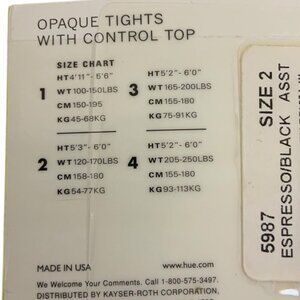 OPAQUE TIGHTS
WITH CONTROL TOP
SIZE CHART
1
HT4'11"- 5'6"
WT100-150LBS
CM150-195
KG45-68KG
2
HT5'3"- 6'0"
WT120-170LBS
CM158-180
KG54-77KG
3
HT5'2"- 6'0"
WT165-200LBS
CM155-180
KG75-91KG
4
HT5'2"- 6'0"
WT205-250LBS
CM155-180
KG93-113KG
MADE IN USA
www.hue.com
We Welcome Your Comments. Call 1-800-575-3497.
DISTRIBUTED BY KAYSER-ROTH CORPORATION,
5987
SIZE 2
ESPRESSO/BLACK ASST